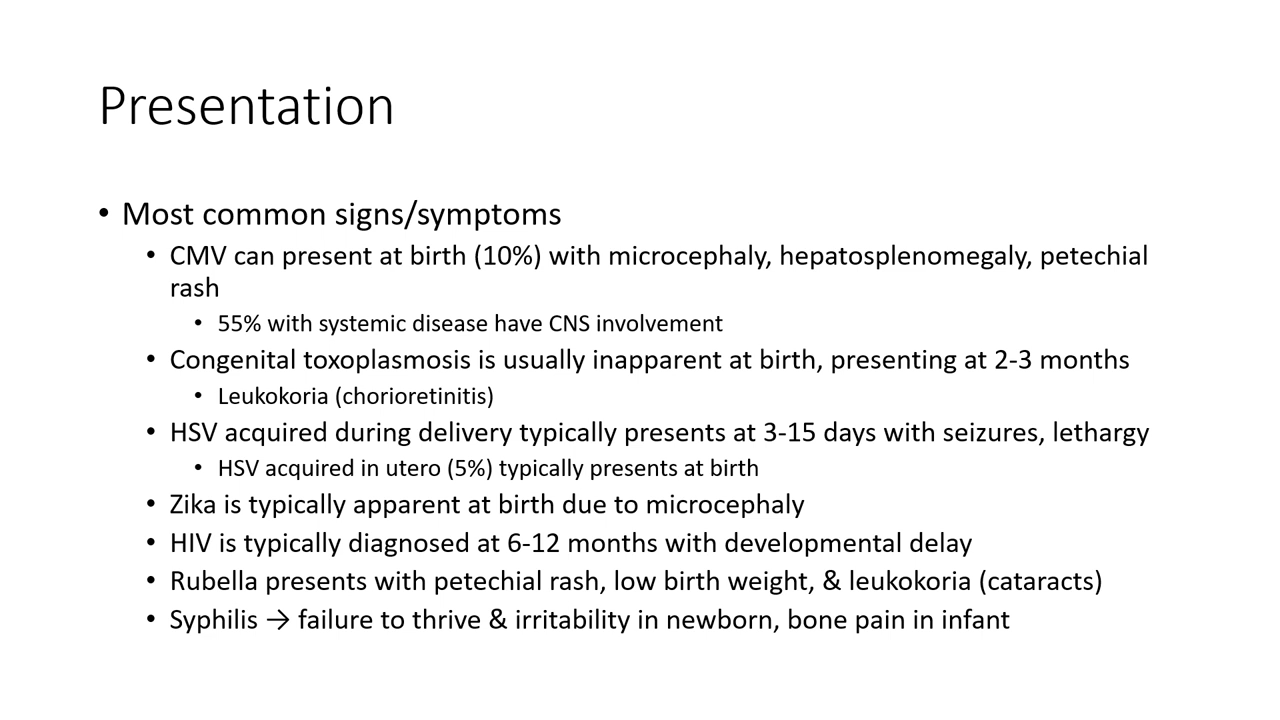 Presentation
• Most common signs/symptoms
• CMV can present at birth (10%) with microcephaly, hepatosplenomegaly, petechial
rash
• 55% with systemic disease have CNS involvement
• Congenital toxoplasmosis is usually inapparent at birth, presenting at 2-3 months
• Leukokoria (chorioretinitis)
• HSV acquired during delivery typically presents at 3-15 days with seizures, lethargy
• HSV acquired in utero (5%) typically presents at birth
• Zika is typically apparent at birth due to microcephaly
• HIV is typically diagnosed at 6-12 months with developmental delay
• Rubella presents with petechial rash, low birth weight, & leukokoria (cataracts)
• Syphilis → failure to thrive & irritability in newborn, bone pain in infant